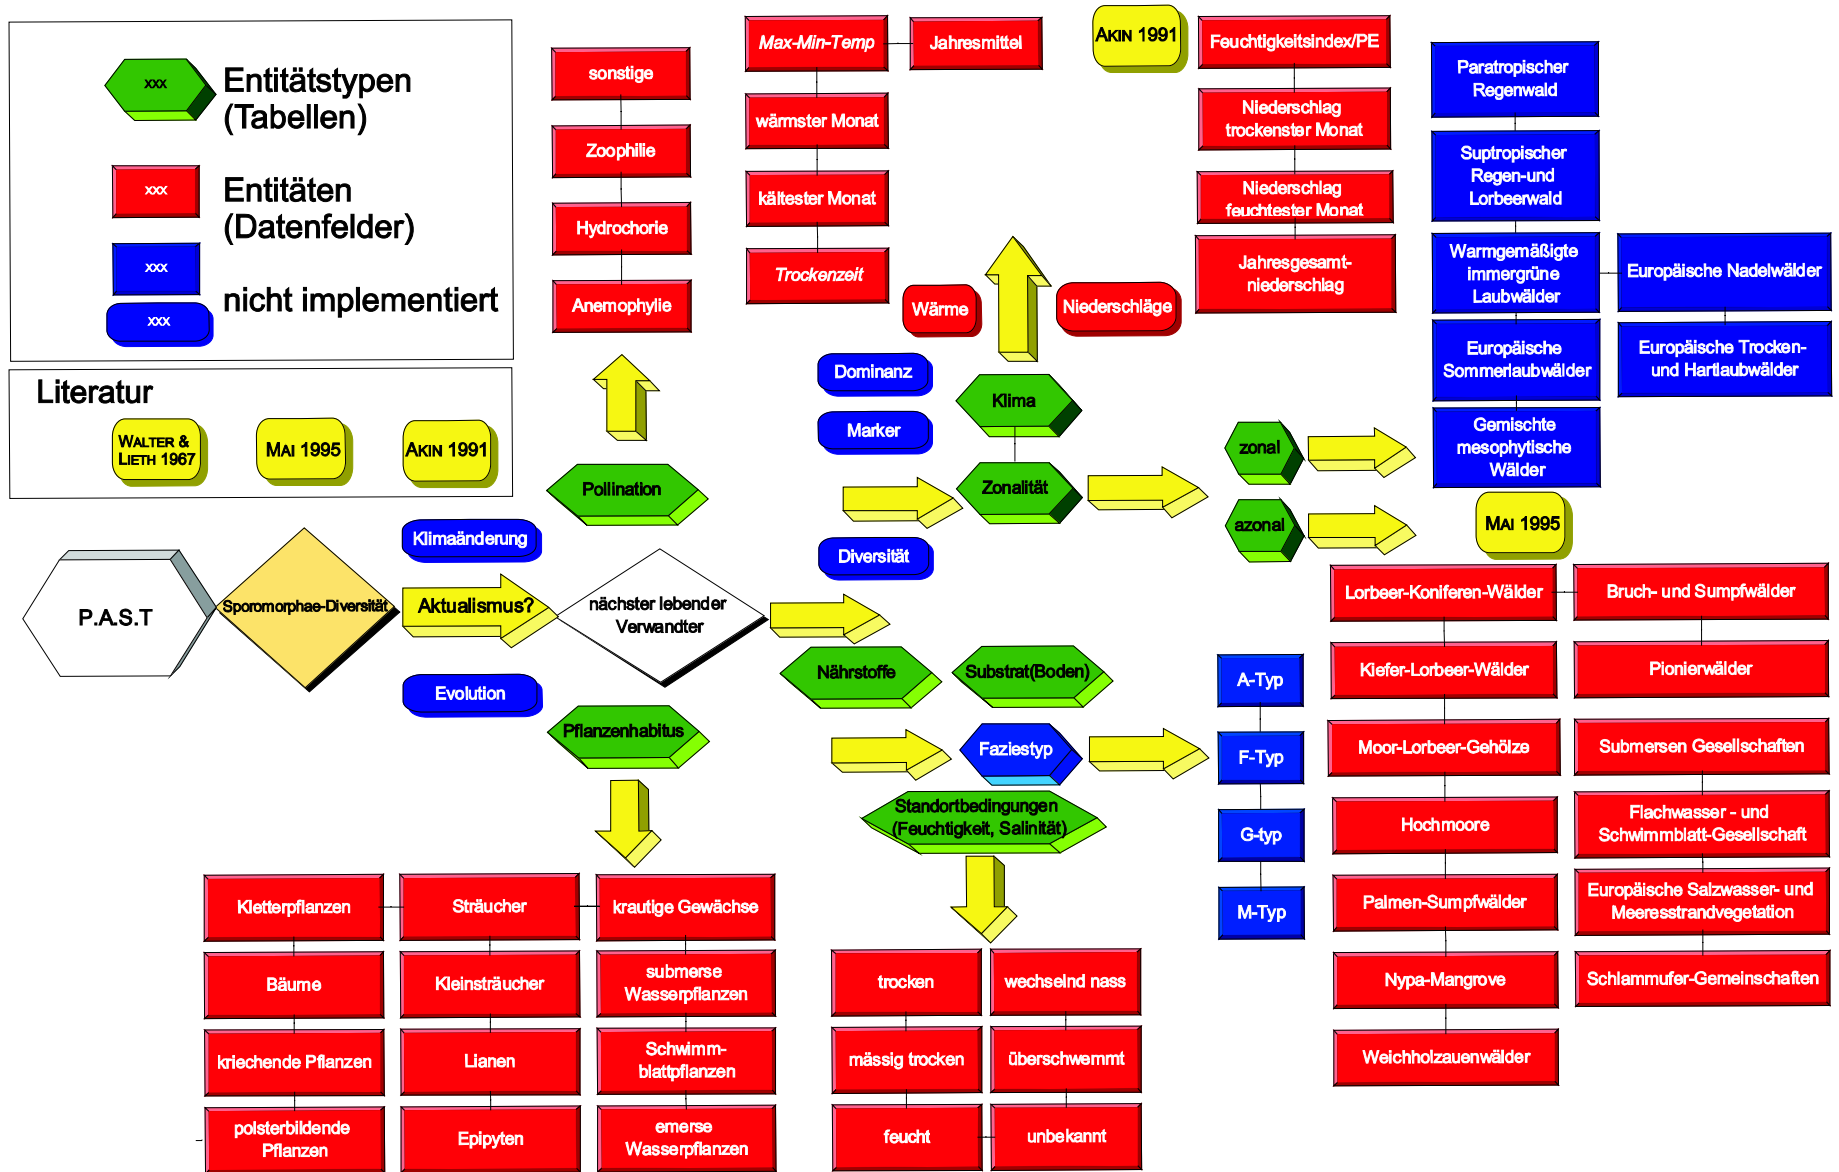 xxx
Entitätstypen
(Tabellen)
xxx
Entitäten
(Datenfelder)
xxx
nicht implementiert
xxx
Literatur
WALTER &
LIETH 1967
MAI 1995
AKIN 1991
sonstige
Zoophilie
Hydrochorie
Anemophylie
Pollination
Max-Min-Temp
Jahresmittel
wärmster Monat
kältester Monat
Trockenzeit
AKIN 1991
Feuchtigkeitsindex/PE
Niederschlag
trockenster Monat
Niederschlag
feuchtester Monat
Jahresgesamt-
niederschlag
Wärme
Niederschläge
Paratropischer
Regenwald
Suptropischer
Regen-und
Lorbeerwald
Warmgemäßigte
immergrüne
Laubwälder
Europäische Nadelwälder
Europäische
Sommerlaubwälder
Europäische Trocken-
und Hartlaubwälder
Gemischte
mesophytische
Wälder
Dominanz
Marker
Klima
Zonalität
Diversität
zonal
azonal
MAI 1995
P.A.S.T
Sporomorphae-Diversität
Klimaänderung
Aktualismus?
Evolution
nächster lebender
Verwandter
Pflanzenhabitus
Nährstoffe
Substrat(Boden)
Faziestyp
Standortbedingungen
(Feuchtigkeit, Salinität)
A-Typ
F-Typ
G-typ
M-Typ
Lorbeer-Koniferen-Wälder
Bruch- und Sumpfwälder
Kiefer-Lorbeer-Wälder
Pionierwälder
Moor-Lorbeer-Gehölze
Submersen Gesellschaften
Hochmoore
Flachwasser - und
Schwimmblatt-Gesellschaft
Palmen-Sumpfwälder
Europäische Salzwasser- und
Meeresstrandvegetation
Nypa-Mangrove
Schlammufer-Gemeinschaften
Weichholzauenwälder
Kletterpflanzen
Sträucher
krautige Gewächse
Bäume
Kleinsträucher
submerse
Wasserpflanzen
kriechende Pflanzen
Lianen
Schwimm-
blattpflanzen
polsterbildende
Pflanzen
Epipyten
emerse
Wasserpflanzen
trocken
wechselnd nass
mässig trocken
überschwemmt
feucht
unbekannt